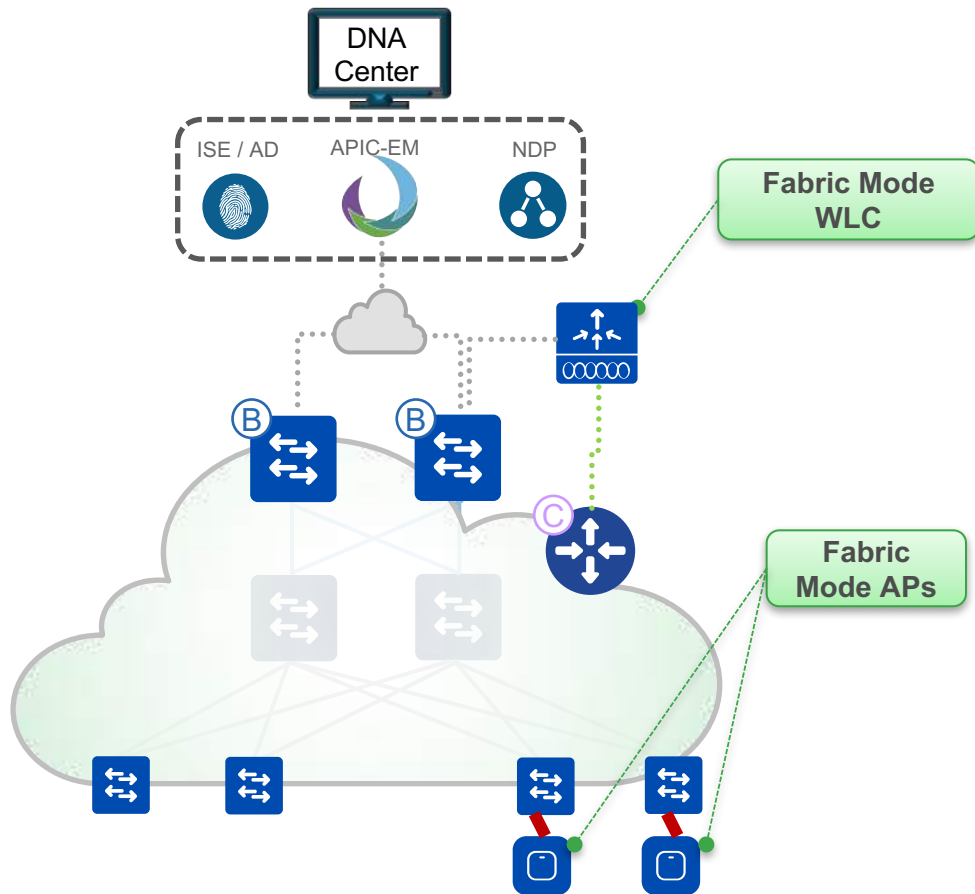 DNA
Center
ISE / AD
APIC-EM
NDP
Fabric Mode
WLC
B
B
C
Fabric
Mode APs